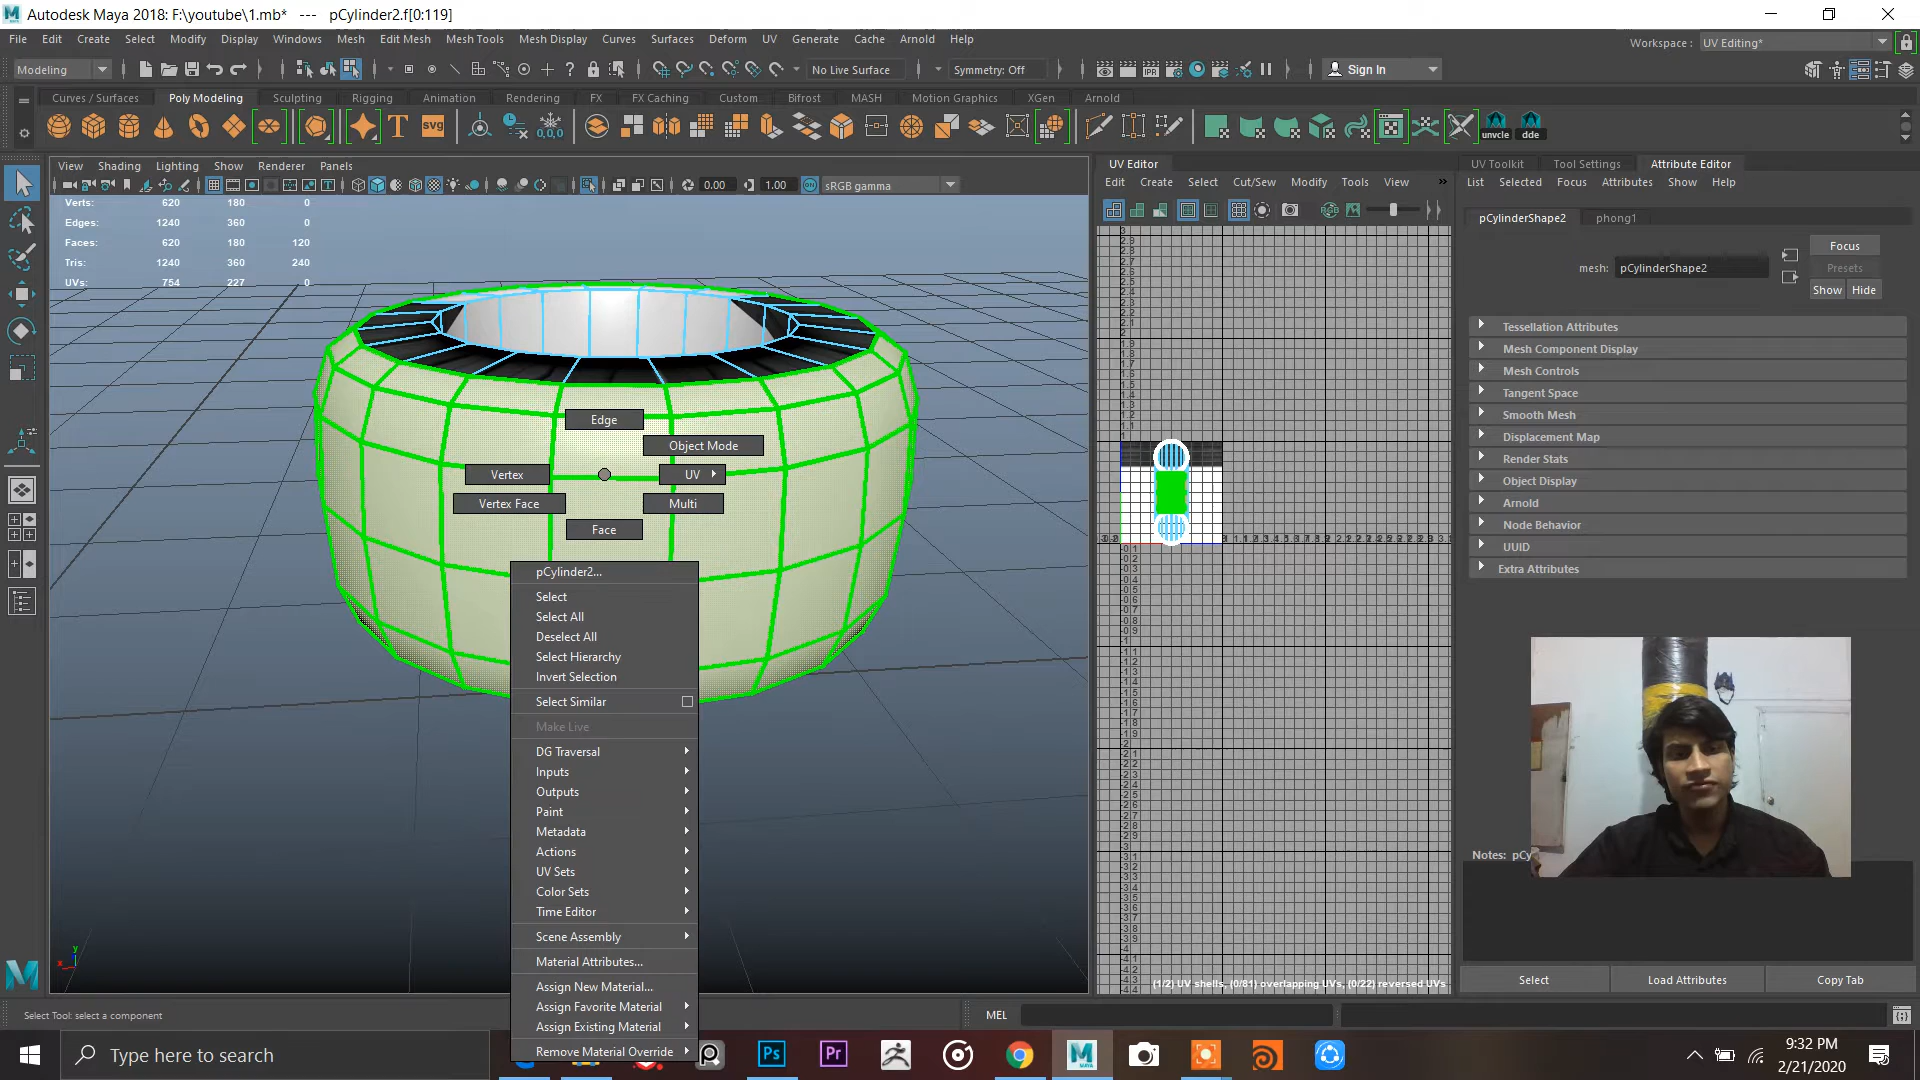 Autodesk Maya 2018: F:\youtube\1.mb* --- pCylinder2.f[0:119]
File Edit Create Select Modify Display Windows Mesh Edit Mesh Mesh Tools Mesh Display Curves Surfaces Deform UV Generate Cache Arnold Help
Workspace : UV Editing*
Modeling No Live Surface Symmetry: Off Sign In
Curves / Surfaces Poly Modeling Sculpting Rigging Animation Rendering FX FX Caching Custom Bifrost MASH Motion Graphics XGen Arnold
T SVG 0,0,0 IPR unvcle dde
View Shading Lighting Show Renderer Panels
0.00 1.00 sRGB gamma
Verts: 620 180 0
Edges: 1240 360 0
Faces: 620 180 120
Tris: 1240 360 240
UVs: 754 227 0
Edge
Object Mode
Vertex UV
Vertex Face Multi
Face
pCylinder2...
Select
Select All
Deselect All
Select Hierarchy
Invert Selection
Select Similar
Make Live
DG Traversal
Inputs
Outputs
Paint
Metadata
Actions
UV Sets
Color Sets
Time Editor
Scene Assembly
Material Attributes...
Assign New Material...
Assign Favorite Material
Assign Existing Material
Remove Material Override
y
x
UV Editor
Edit Create Select Cut/Sew Modify Tools View »
RGB
(1/2) UV shells, (0/81) overlapping UVs, (0/22) reversed UVs
UV Toolkit Tool Settings Attribute Editor
List Selected Focus Attributes Show Help
pCylinderShape2 phong1
mesh: pCylinderShape2
Focus
Presets
Show Hide
Tessellation Attributes
Mesh Component Display
Mesh Controls
Tangent Space
Smooth Mesh
Displacement Map
Render Stats
Object Display
Arnold
Node Behavior
UUID
Extra Attributes
Notes: pCy
Select Load Attributes Copy Tab
Select Tool: select a component
MEL
Type here to search
Ps Pr M MAYA
9:32 PM
2/21/2020